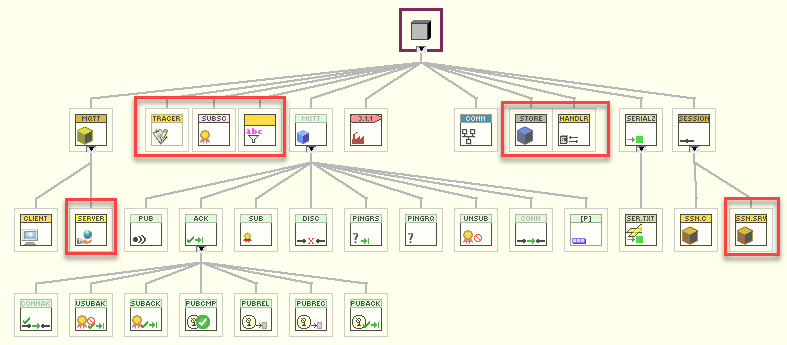 MQTT
TRACER
SUBSC
abc
MQTT
3.1.1
CONN
STORE
HANDLR
SERIALZ
SESSION
CLIENT
SERVER
PUB
ACK
SUB
DISC
PINGRS
PINGRQ
UNSUB
CONN
[P]
SER.TXT
SSN.C
SSN.SRV
CONNAK
USUBAK
SUBACK
PUBCMP
PUBREL
PUBREC
PUBACK